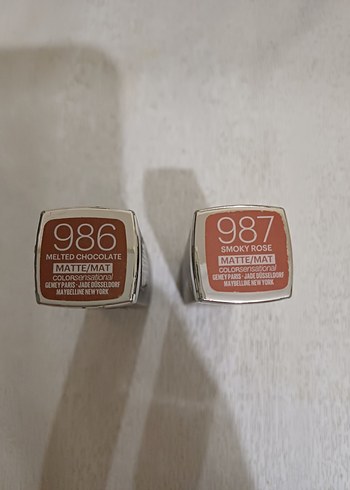 986
MELTED CHOCOLATE
MATTE/MAT
COLORsensational
GEMEY PARIS · JADE DÜSSELDORF
MAYBELLINE NEW YORK
987
SMOKY ROSE
MATTE/MAT
COLORsensational
GEMEY PARIS · JADE DÜSSELDORF
MAYBELLINE NEW YORK